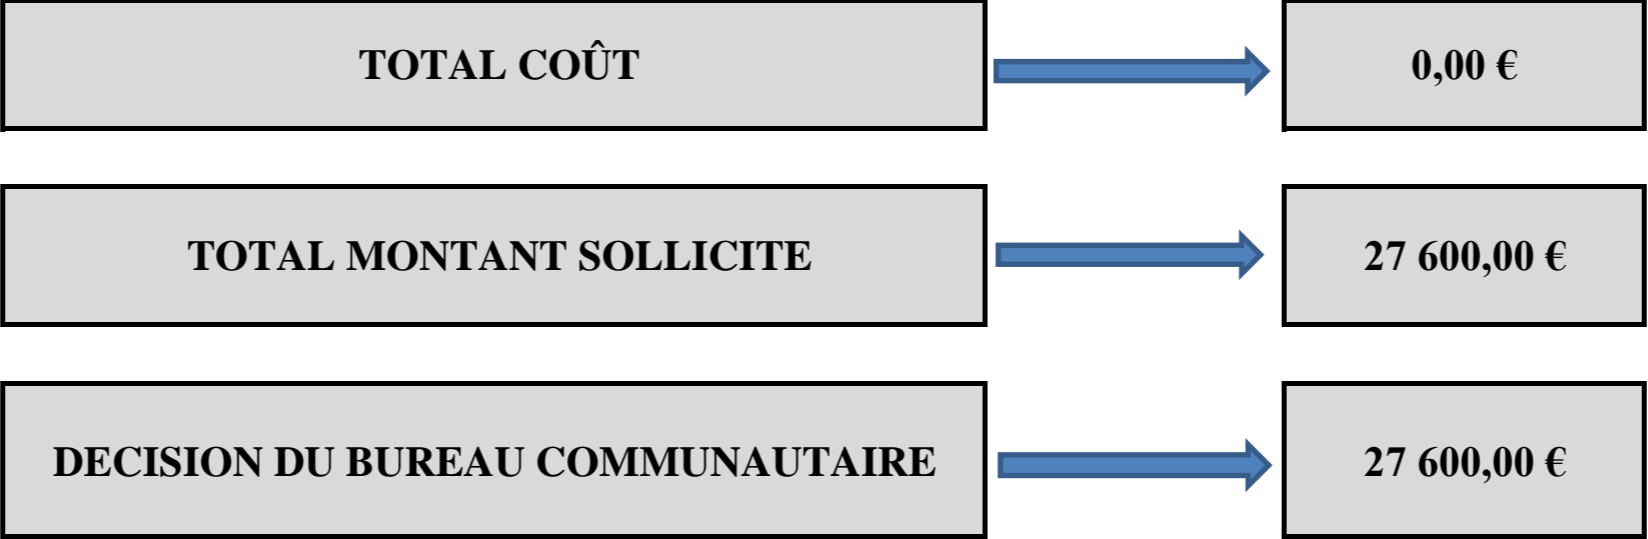 TOTAL COÛT
0,00 €
TOTAL MONTANT SOLLICITE
27 600,00 €
DECISION DU BUREAU COMMUNAUTAIRE
27 600,00 €